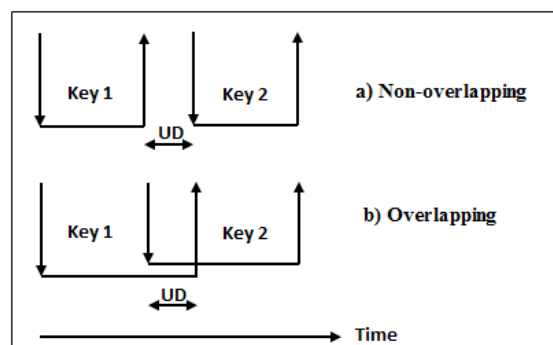 Key 1
Key 2
a) Non-overlapping
UD
Key 1
Key 2
b) Overlapping
UD
Time